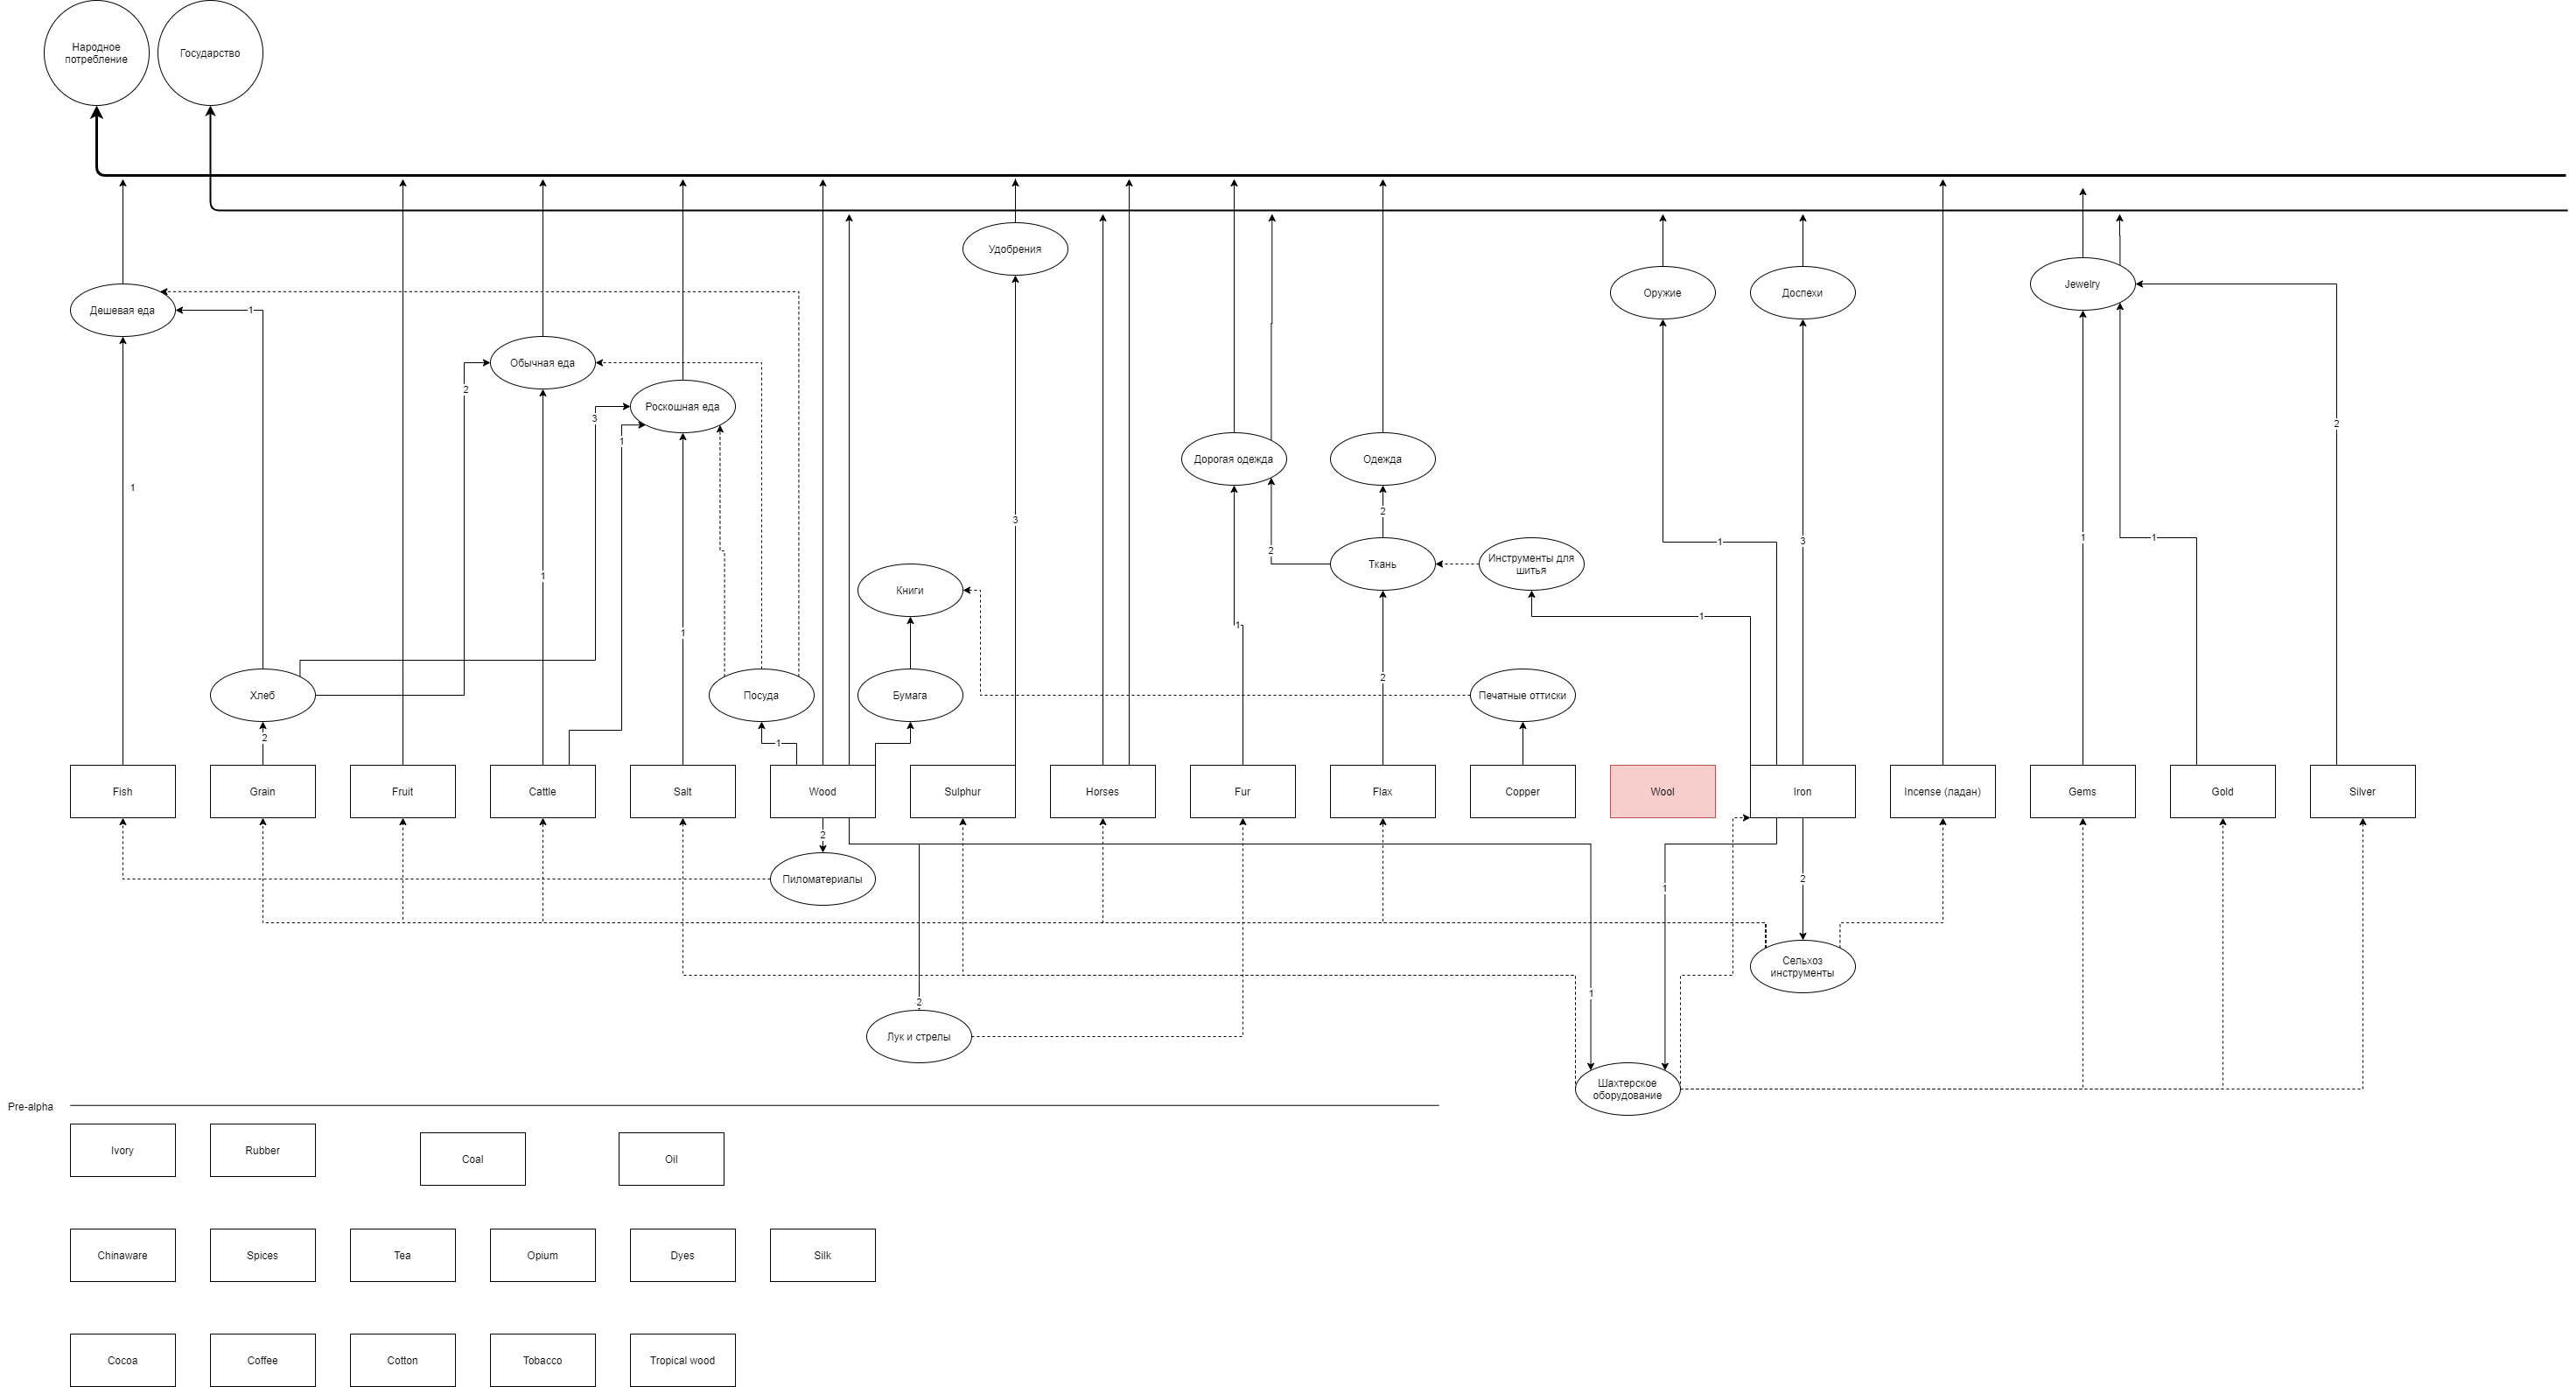 Народное
потребление
Государство
Удобрения
Дешевая еда
1
Оружие
Доспехи
Jewelry
Обычная еда
2
Роскошная еда
3
1
2
Дорогая одежда
Одежда
1
2
3
Книги
2
Ткань
Инструменты для
шитья
1
3
1
1
1
1
1
1
2
Хлеб
Посуда
Бумага
Печатные оттиски
2
1
Fish
Grain
Fruit
Cattle
Salt
Wood
Sulphur
Horses
Fur
Flax
Copper
Wool
Iron
Incense (ладан)
Gems
Gold
Silver
2
Пиломатериалы
1
2
Сельхоз
инструменты
2
1
Лук и стрелы
Шахтерское
оборудование
Pre-alpha
Ivory
Rubber
Coal
Oil
Chinaware
Spices
Tea
Opium
Dyes
Silk
Cocoa
Coffee
Cotton
Tobacco
Tropical wood